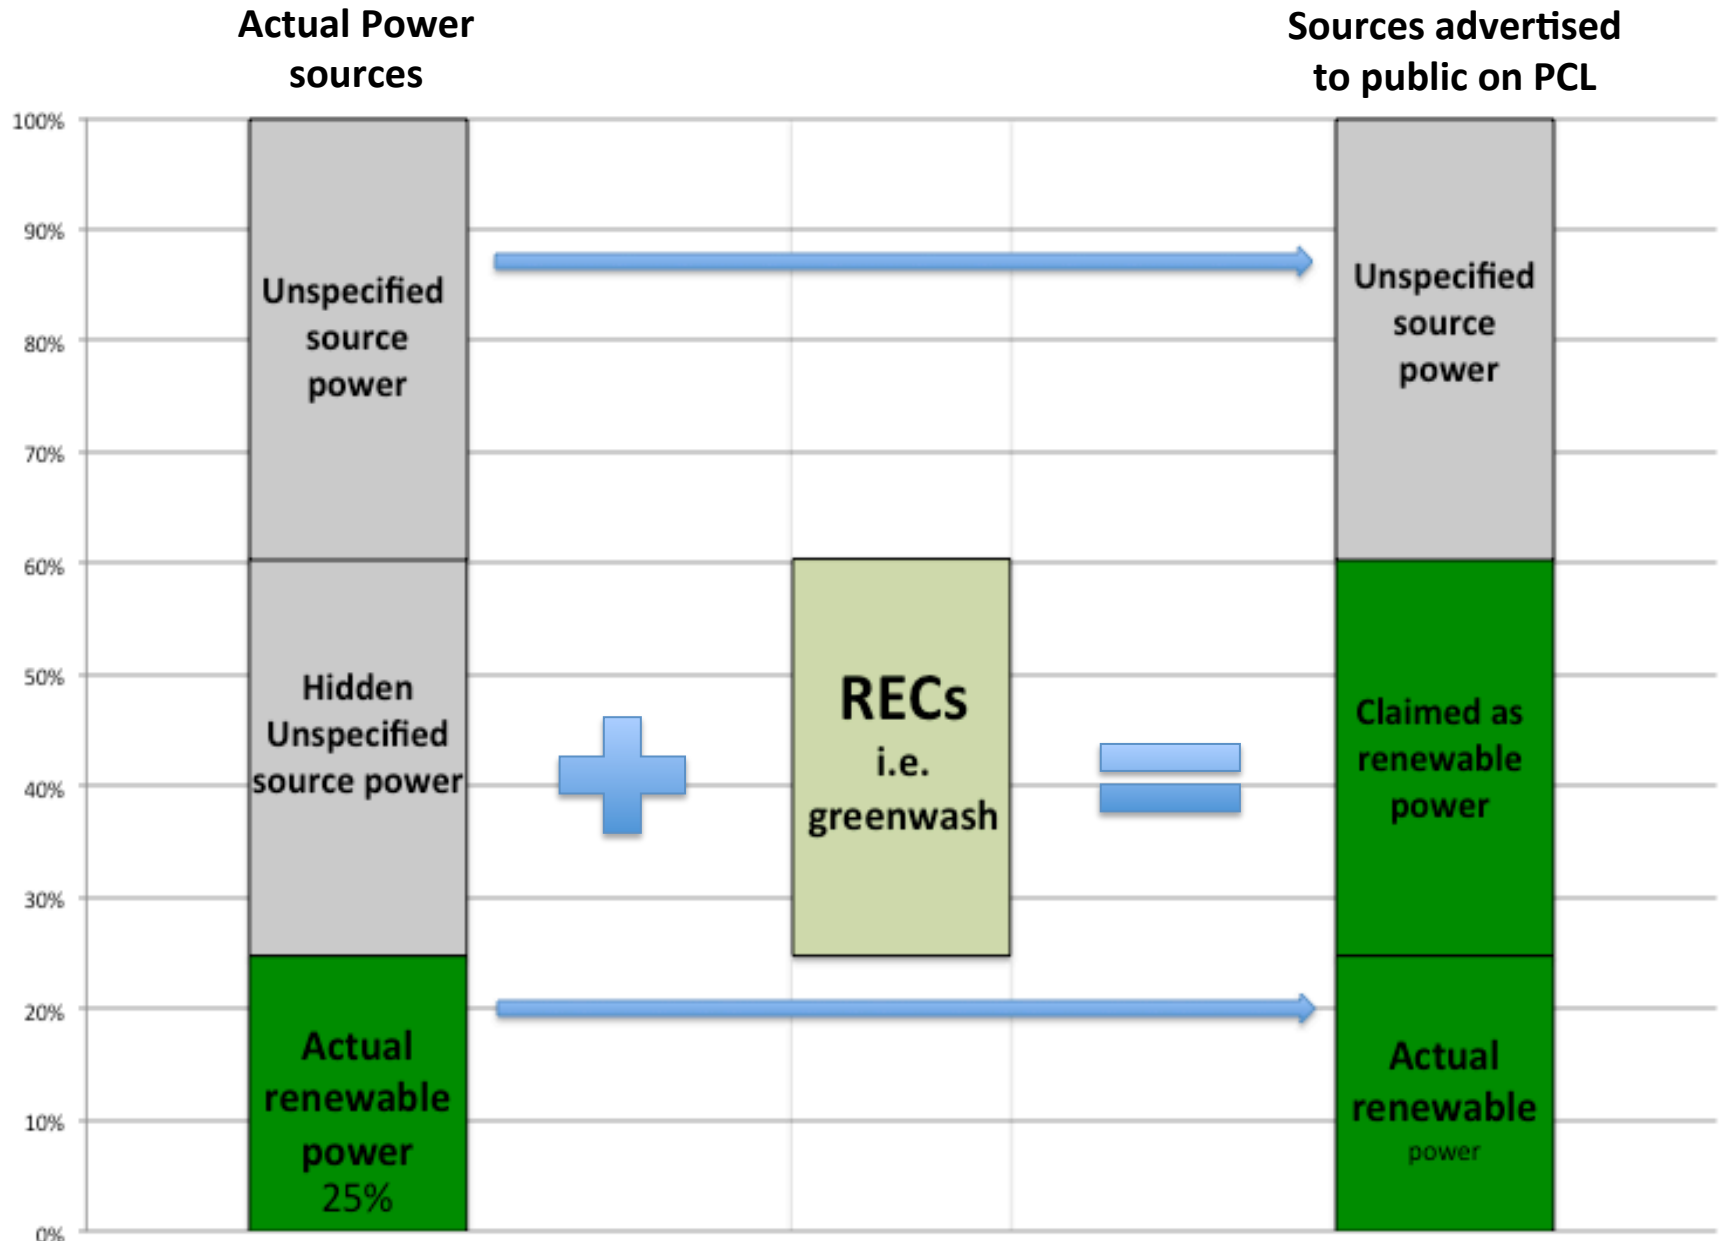 Actual Power
sources
Sources advertised
to public on PCL
100%
90%
80%
70%
60%
50%
40%
30%
20%
10%
0%
Unspecified
source
power
Hidden
Unspecified
source power
Actual
renewable
power
25%
RECs
i.e.
greenwash
Unspecified
source
power
Claimed as
renewable
power
Actual
renewable
power